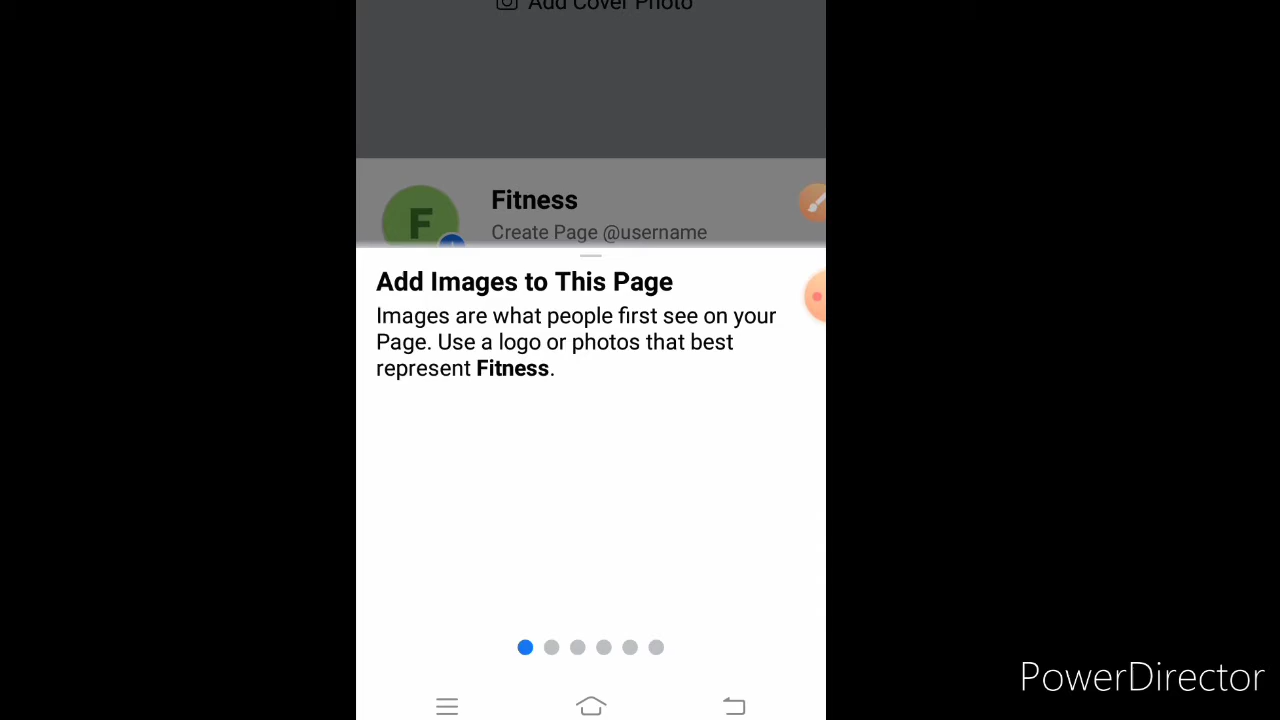 Add Cover Photo
F
Fitness
Create Page @username
Add Images to This Page
Images are what people first see on your
Page. Use a logo or photos that best
represent Fitness.
PowerDirector